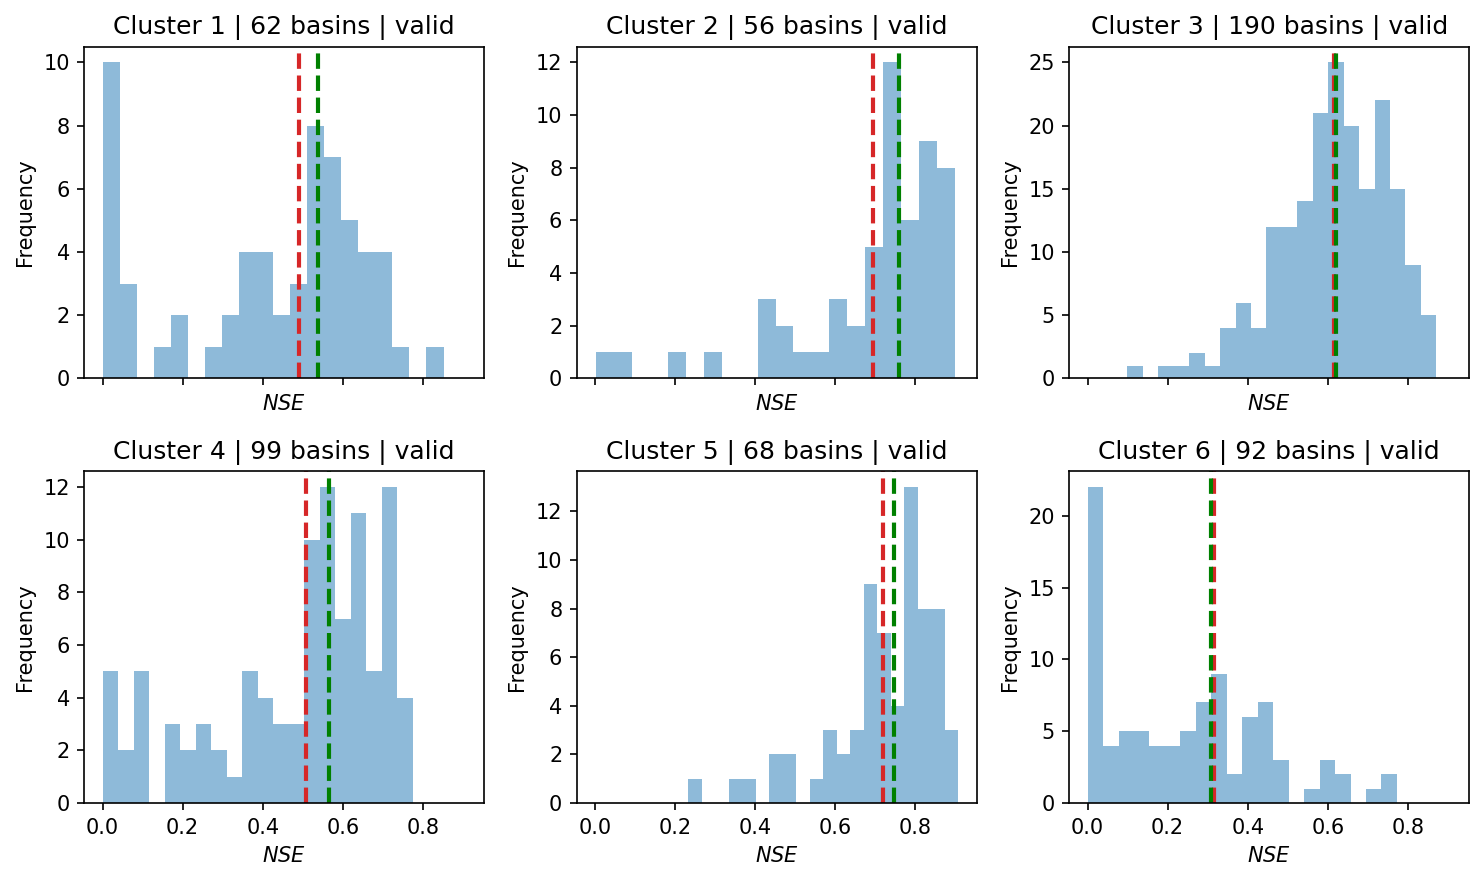 Cluster 1 | 62 basins | valid
10
8
6
4
2
0
Frequency
NSE
Cluster 2 | 56 basins | valid
12
10
8
6
4
2
0
Frequency
NSE
Cluster 3 | 190 basins | valid
25
20
15
10
5
0
Frequency
NSE
Cluster 4 | 99 basins | valid
12
10
8
6
4
2
0
Frequency
0.0 0.2 0.4 0.6 0.8
NSE
Cluster 5 | 68 basins | valid
12
10
8
6
4
2
0
Frequency
0.0 0.2 0.4 0.6 0.8
NSE
Cluster 6 | 92 basins | valid
20
15
10
5
0
Frequency
0.0 0.2 0.4 0.6 0.8
NSE